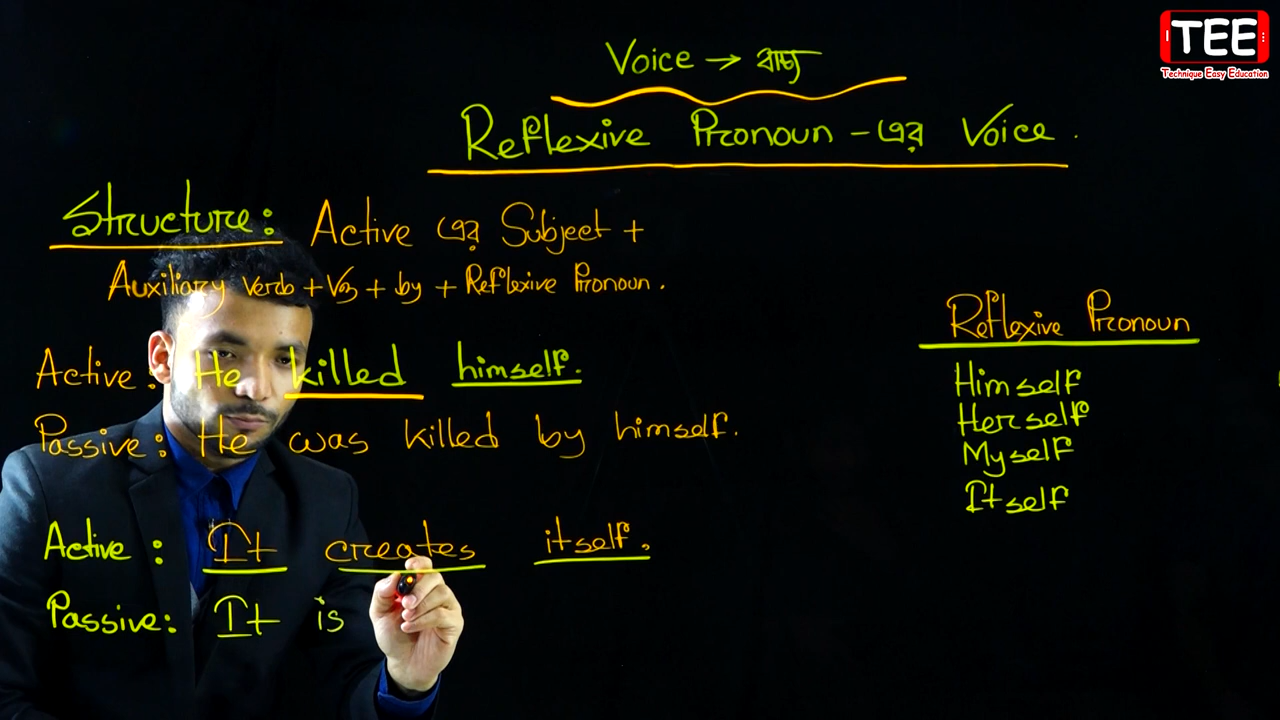 TEE
Technique Easy Education
Voice → বাচ্য
Reflexive Pronoun - এর Voice.
Structure: Active এর Subject +
Auxiliary verb + V3 + by + Reflexive Pronoun.
Active: He killed himself.
Passive: He was killed by himself.
Active: It creates itself.
Passive: It is
Reflexive Pronoun
Himself
Herself
Myself
Itself